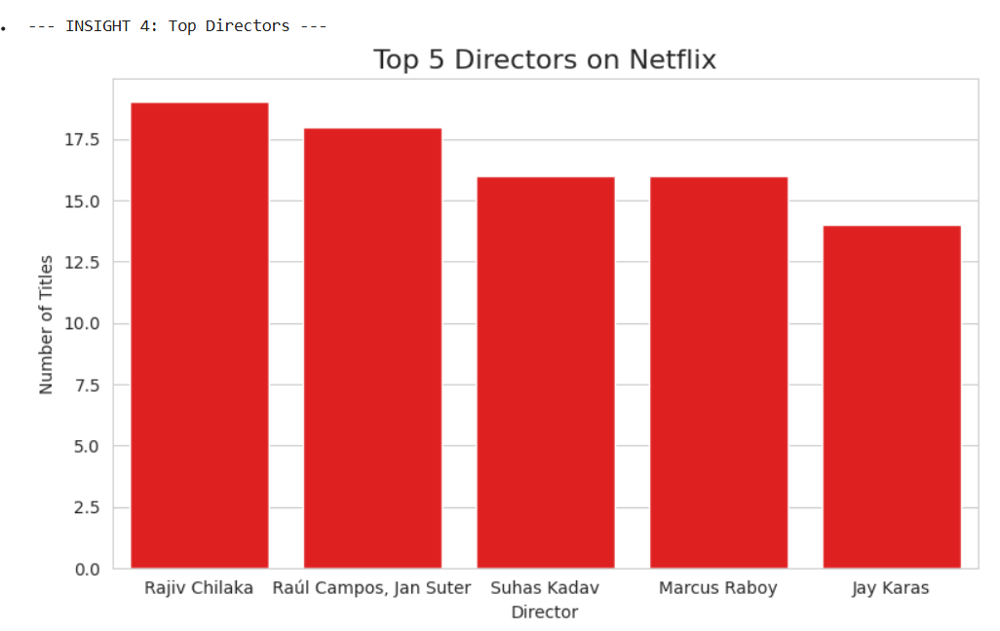 . --- INSIGHT 4: Top Directors ---
Top 5 Directors on Netflix
17.5
15.0
12.5
10.0
7.5
5.0
2.5
0.0
Number of Titles
Rajiv Chilaka Raúl Campos, Jan Suter Suhas Kadav Marcus Raboy Jay Karas
Director